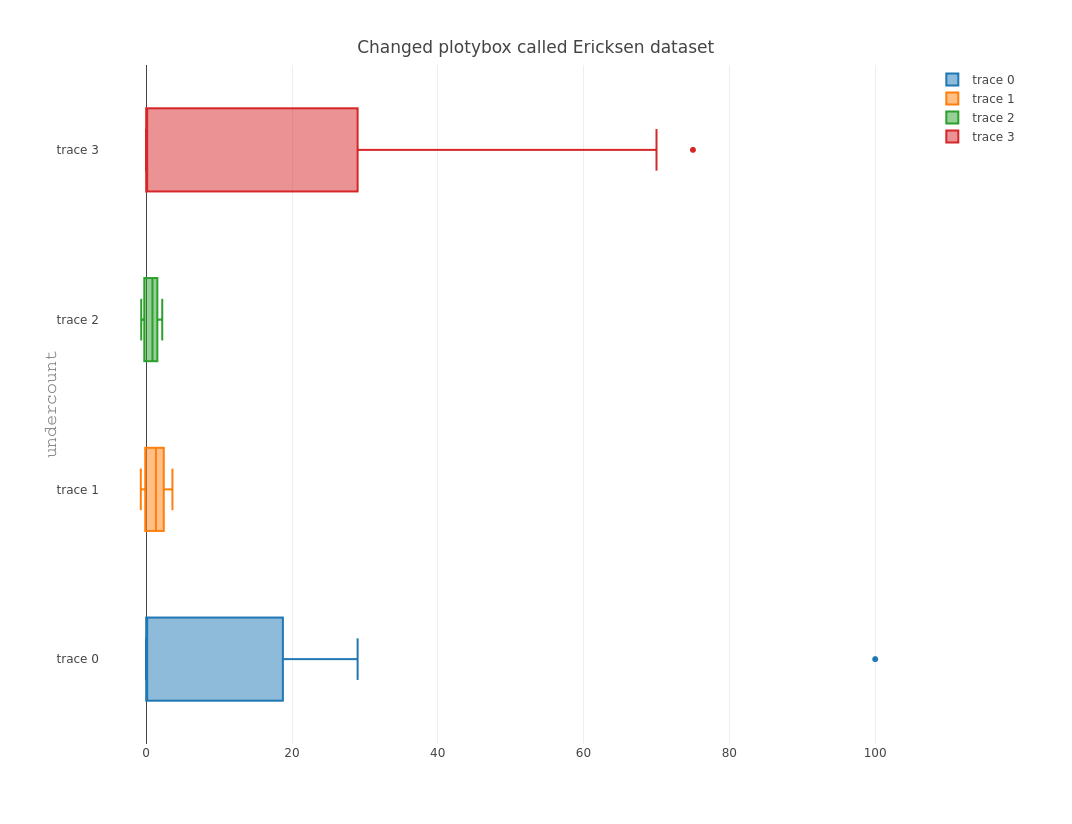 Changed plotybox called Ericksen dataset
trace 0
trace 1
trace 2
trace 3
trace 3
trace 2
trace 1
trace 0
undercount
0 20 40 60 80 100